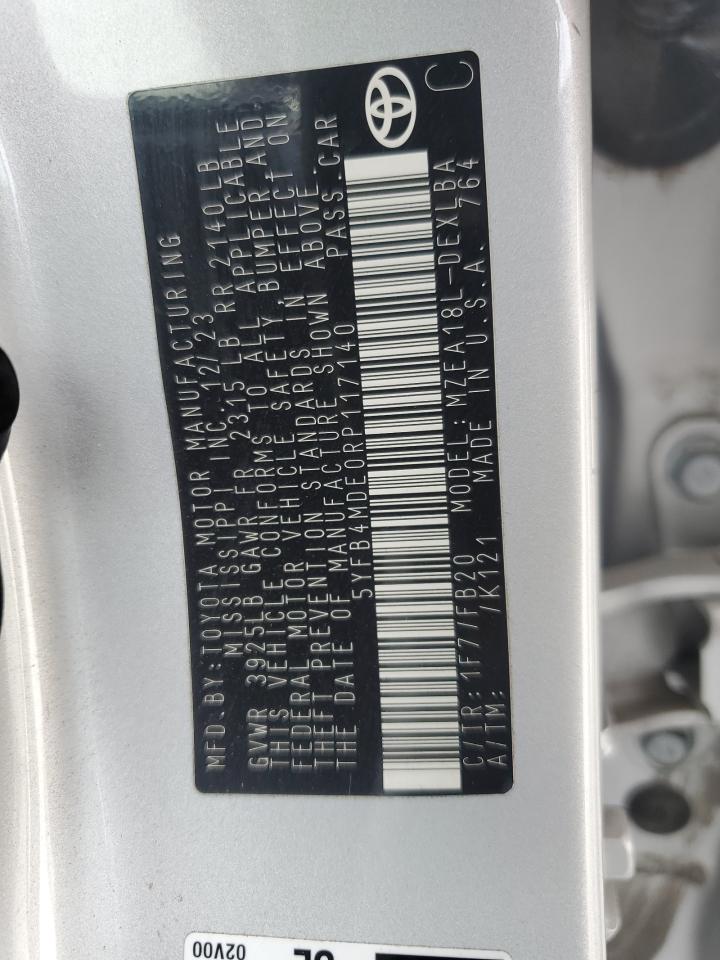 MFD.BY:TOYOTA MOTOR MANUFACTURING
MISSISSIPPI INC. 12/23
GVWR 3925LB GAWR FR 2315 LB RR 2140LB
THIS VEHICLE CONFORMS TO ALL APPLICABLE
FEDERAL MOTOR VEHICLE SAFETY, BUMPER AND
THEFT PREVENTION STANDARDS IN EFFECT ON
THE DATE OF MANUFACTURE SHOWN ABOVE.
5YFB4MDE0RP117140 PASS.CAR
C
C/TR: 1F7/FB20 MODEL: MZEA18L-DEXLBA
A/TM: /K121 MADE IN U.S.A. 764
02V00